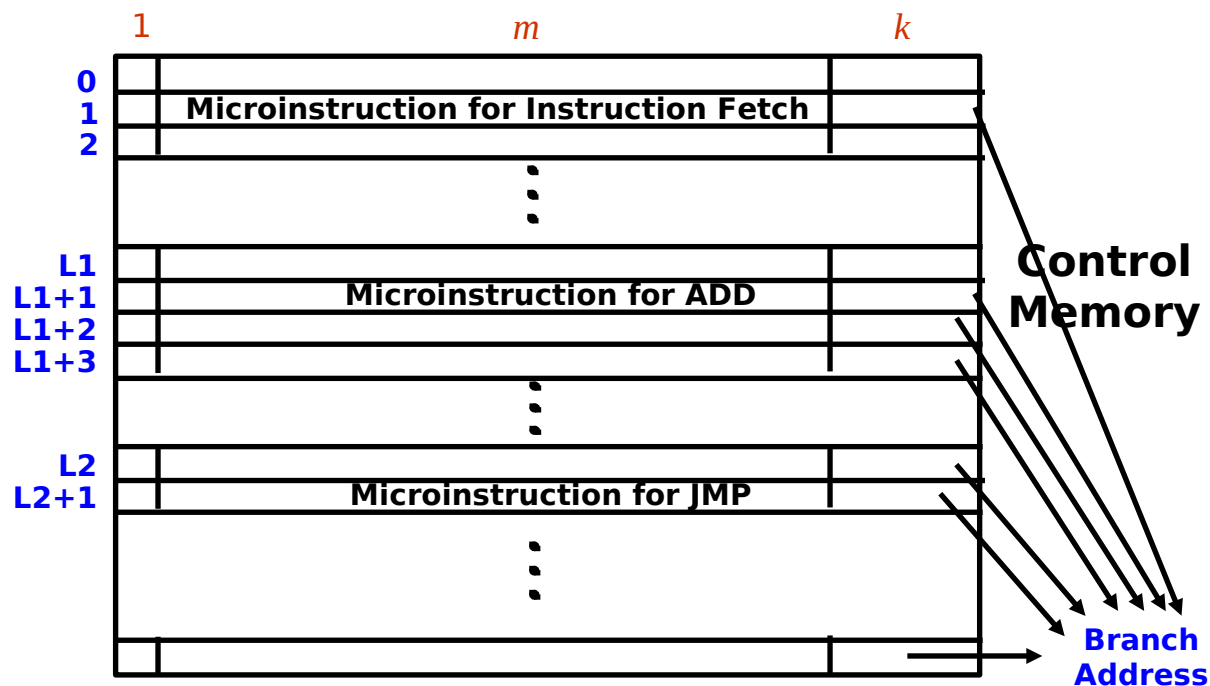 1 m k
0
1
2
Microinstruction for Instruction Fetch
L1
L1+1
L1+2
L1+3
Microinstruction for ADD
Control
Memory
L2
L2+1
Microinstruction for JMP
Branch
Address